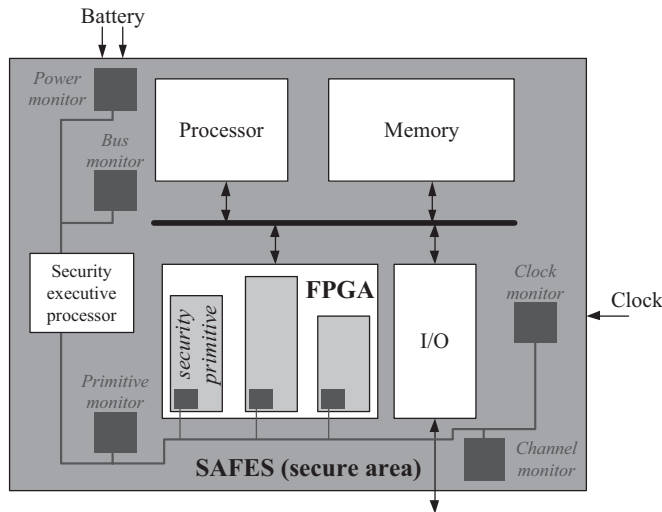 Battery
Power
monitor
Processor
Memory
Bus
monitor
Security
executive
processor
FPGA
security
primitive
I/O
Clock
monitor
Clock
Primitive
monitor
SAFES (secure area)
Channel
monitor